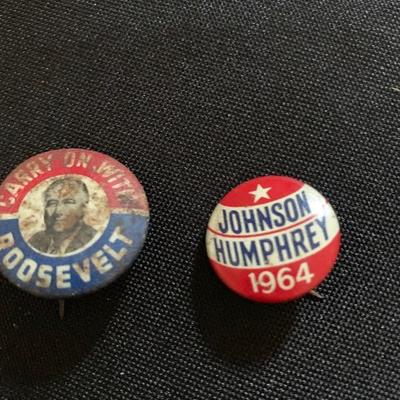 CARRY ON WITH
ROOSEVELT
JOHNSON
HUMPHREY
1964